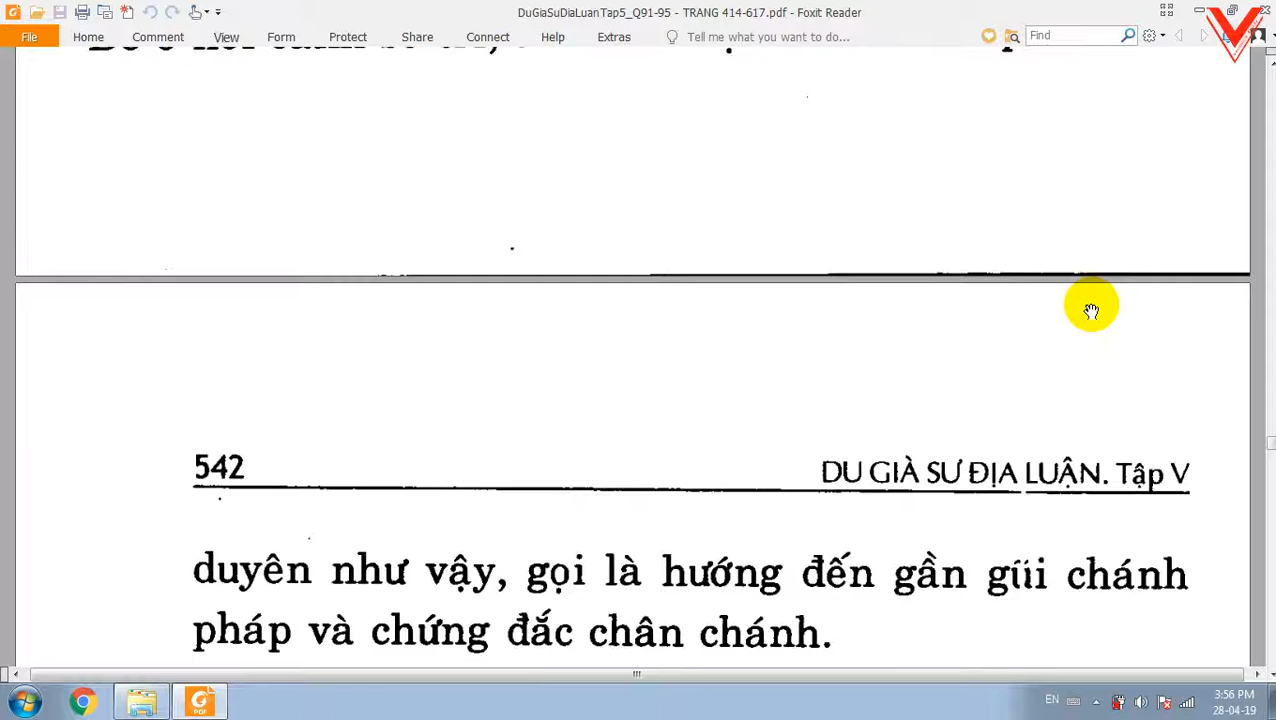 DuGiaSuDiaLuanTap5_Q91-95 - TRANG 414-617.pdf - Foxit Reader
File Home Comment View Form Protect Share Connect Help Extras Tell me what you want to do... Find
542 DU GIÀ SƯ ĐỊA LUẬN. Tập V
duyên như vậy, gọi là hướng đến gần gũi chánh
pháp và chứng đắc chân chánh.
EN 3:56 PM
28-04-19